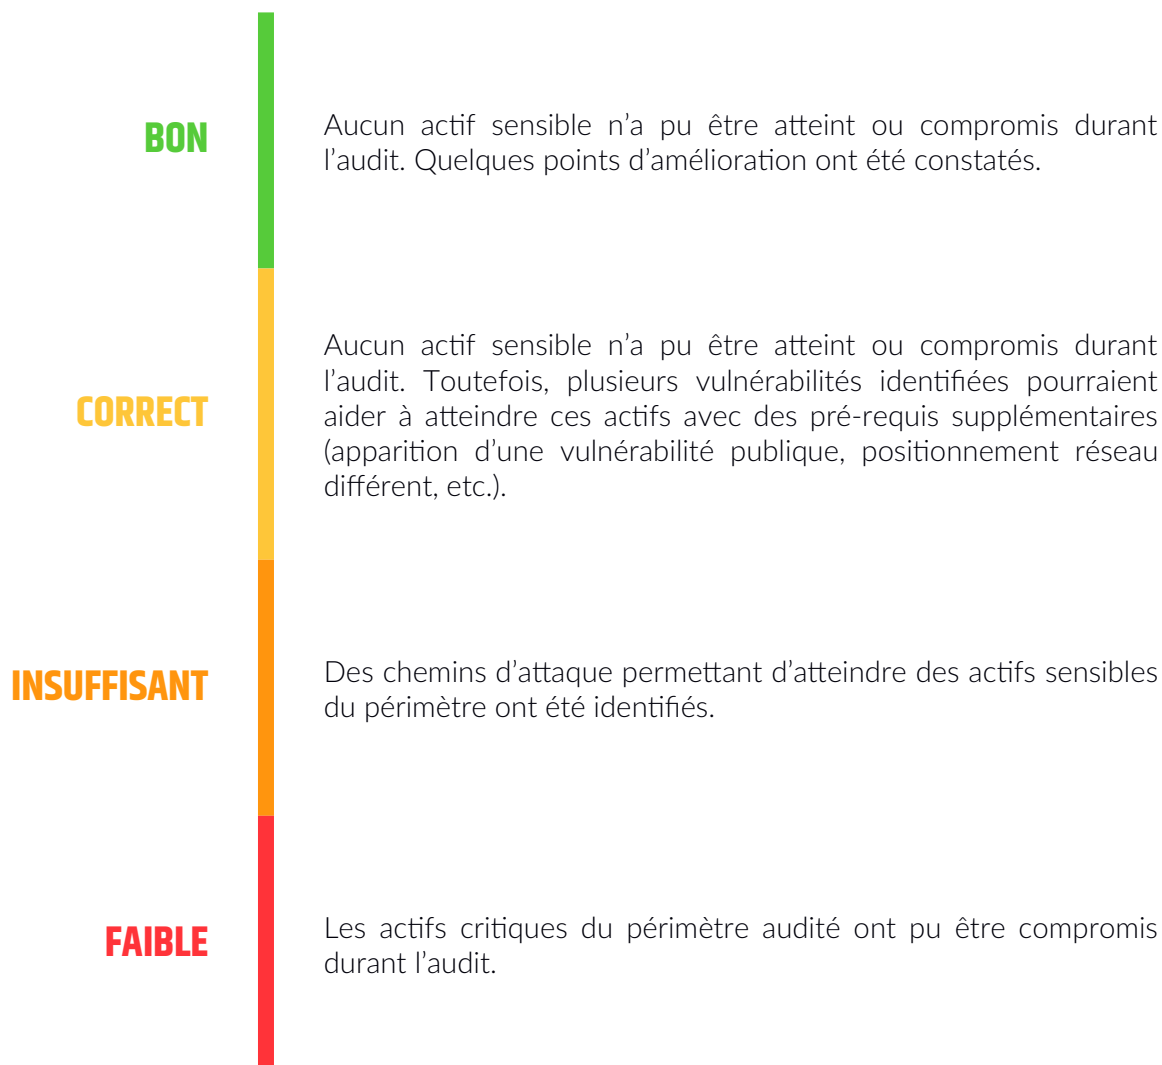 BON
Aucun actif sensible n’a pu être atteint ou compromis durant
l’audit. Quelques points d’amélioration ont été constatés.
CORRECT
Aucun actif sensible n’a pu être atteint ou compromis durant
l’audit. Toutefois, plusieurs vulnérabilités identifiées pourraient
aider à atteindre ces actifs avec des pré-requis supplémentaires
(apparition d’une vulnérabilité publique, positionnement réseau
différent, etc.).
INSUFFISANT
Des chemins d’attaque permettant d’atteindre des actifs sensibles
du périmètre ont été identifiés.
FAIBLE
Les actifs critiques du périmètre audité ont pu être compromis
durant l’audit.